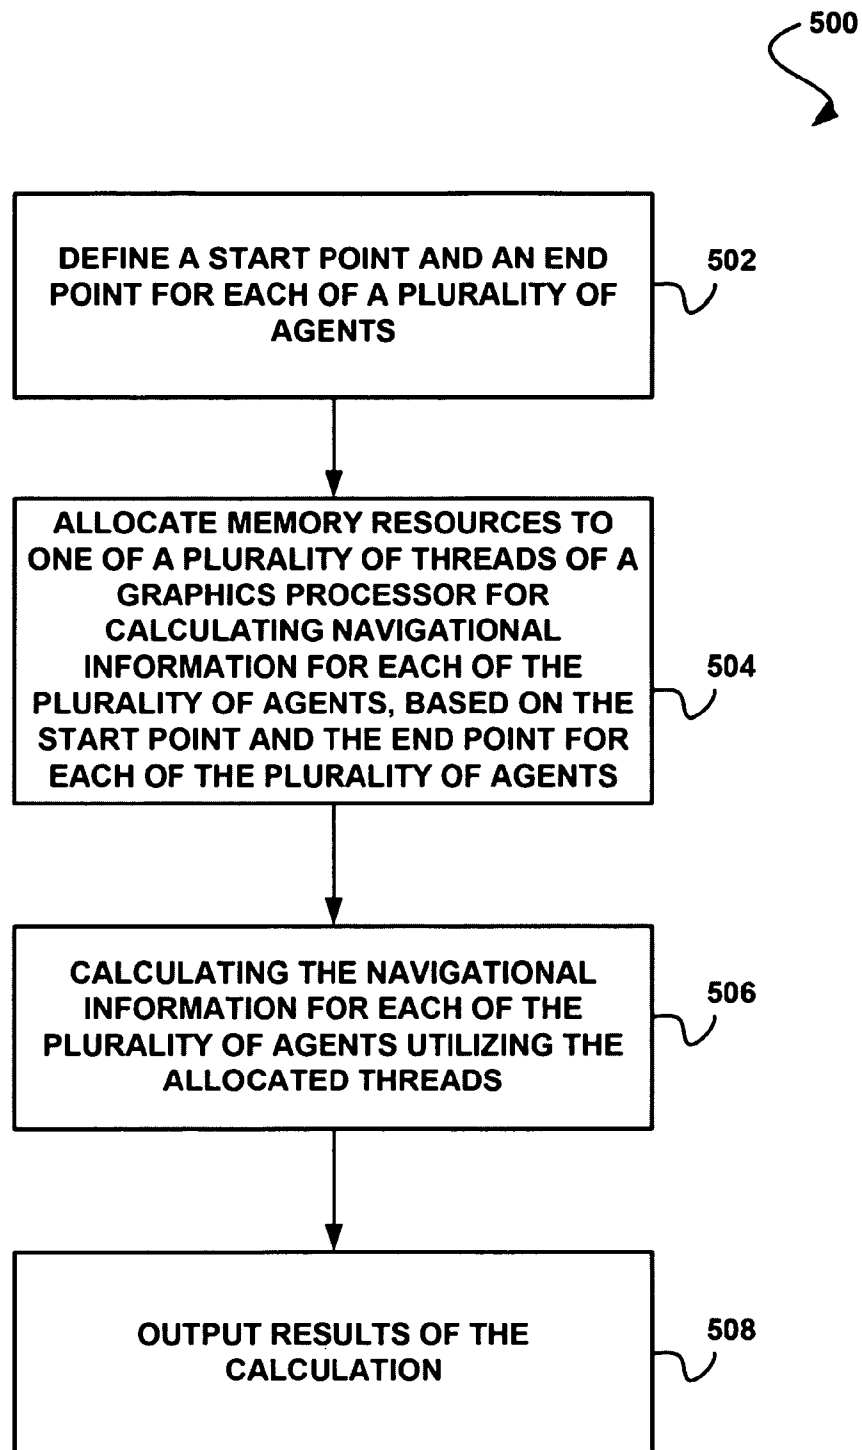 500
DEFINE A START POINT AND AN END
POINT FOR EACH OF A PLURALITY OF
AGENTS
502
ALLOCATE MEMORY RESOURCES TO
ONE OF A PLURALITY OF THREADS OF A
GRAPHICS PROCESSOR FOR
CALCULATING NAVIGATIONAL
INFORMATION FOR EACH OF THE
PLURALITY OF AGENTS, BASED ON THE
START POINT AND THE END POINT FOR
EACH OF THE PLURALITY OF AGENTS
504
CALCULATING THE NAVIGATIONAL
INFORMATION FOR EACH OF THE
PLURALITY OF AGENTS UTILIZING THE
ALLOCATED THREADS
506
OUTPUT RESULTS OF THE
CALCULATION
508